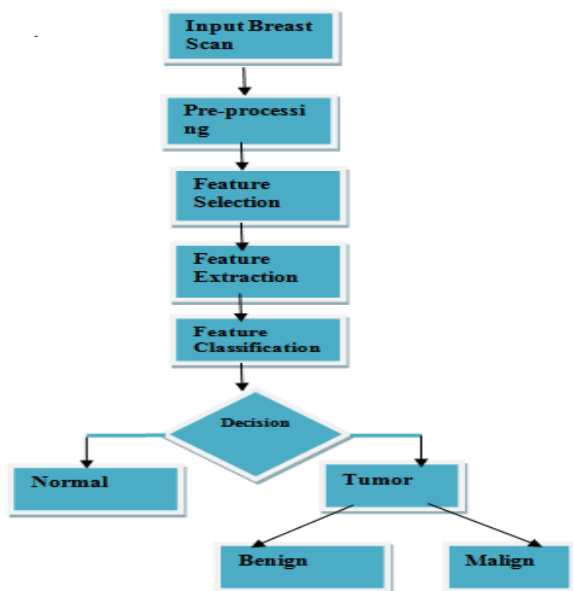 Input Breast
Scan
Pre-processi
ng
Feature
Selection
Feature
Extraction
Feature
Classification
Decision
Normal
Tumor
Benign
Malign